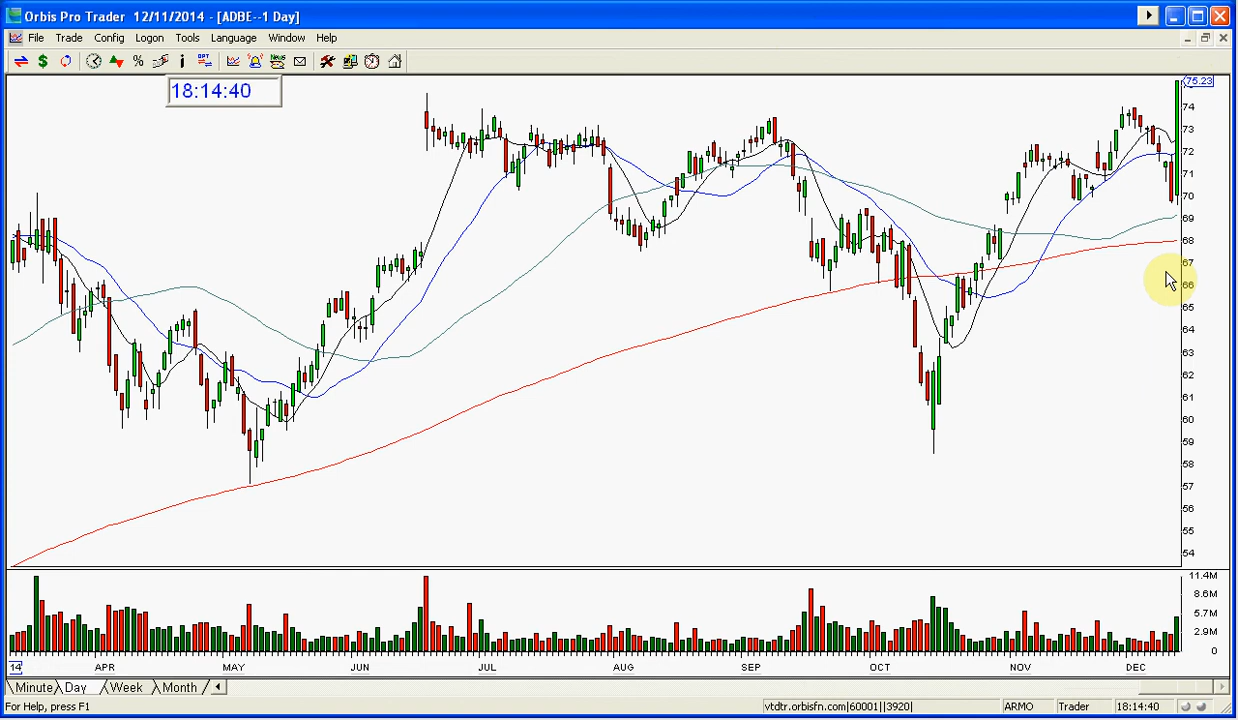 Orbis Pro Trader 12/11/2014 - [ADBE--1 Day]
File Trade Config Logon Tools Language Window Help
18:14:40
75.23
74
73
72
71
70
69
68
67
66
65
64
63
62
61
60
59
58
57
56
55
54
11.4M
8.6M
5.7M
2.9M
0
14 APR MAY JUN JUL AUG SEP OCT NOV DEC
Minute Day Week Month
For Help, press F1 vtdtr.orbisfn.com|60001||3920| ARMO Trader 18:14:40